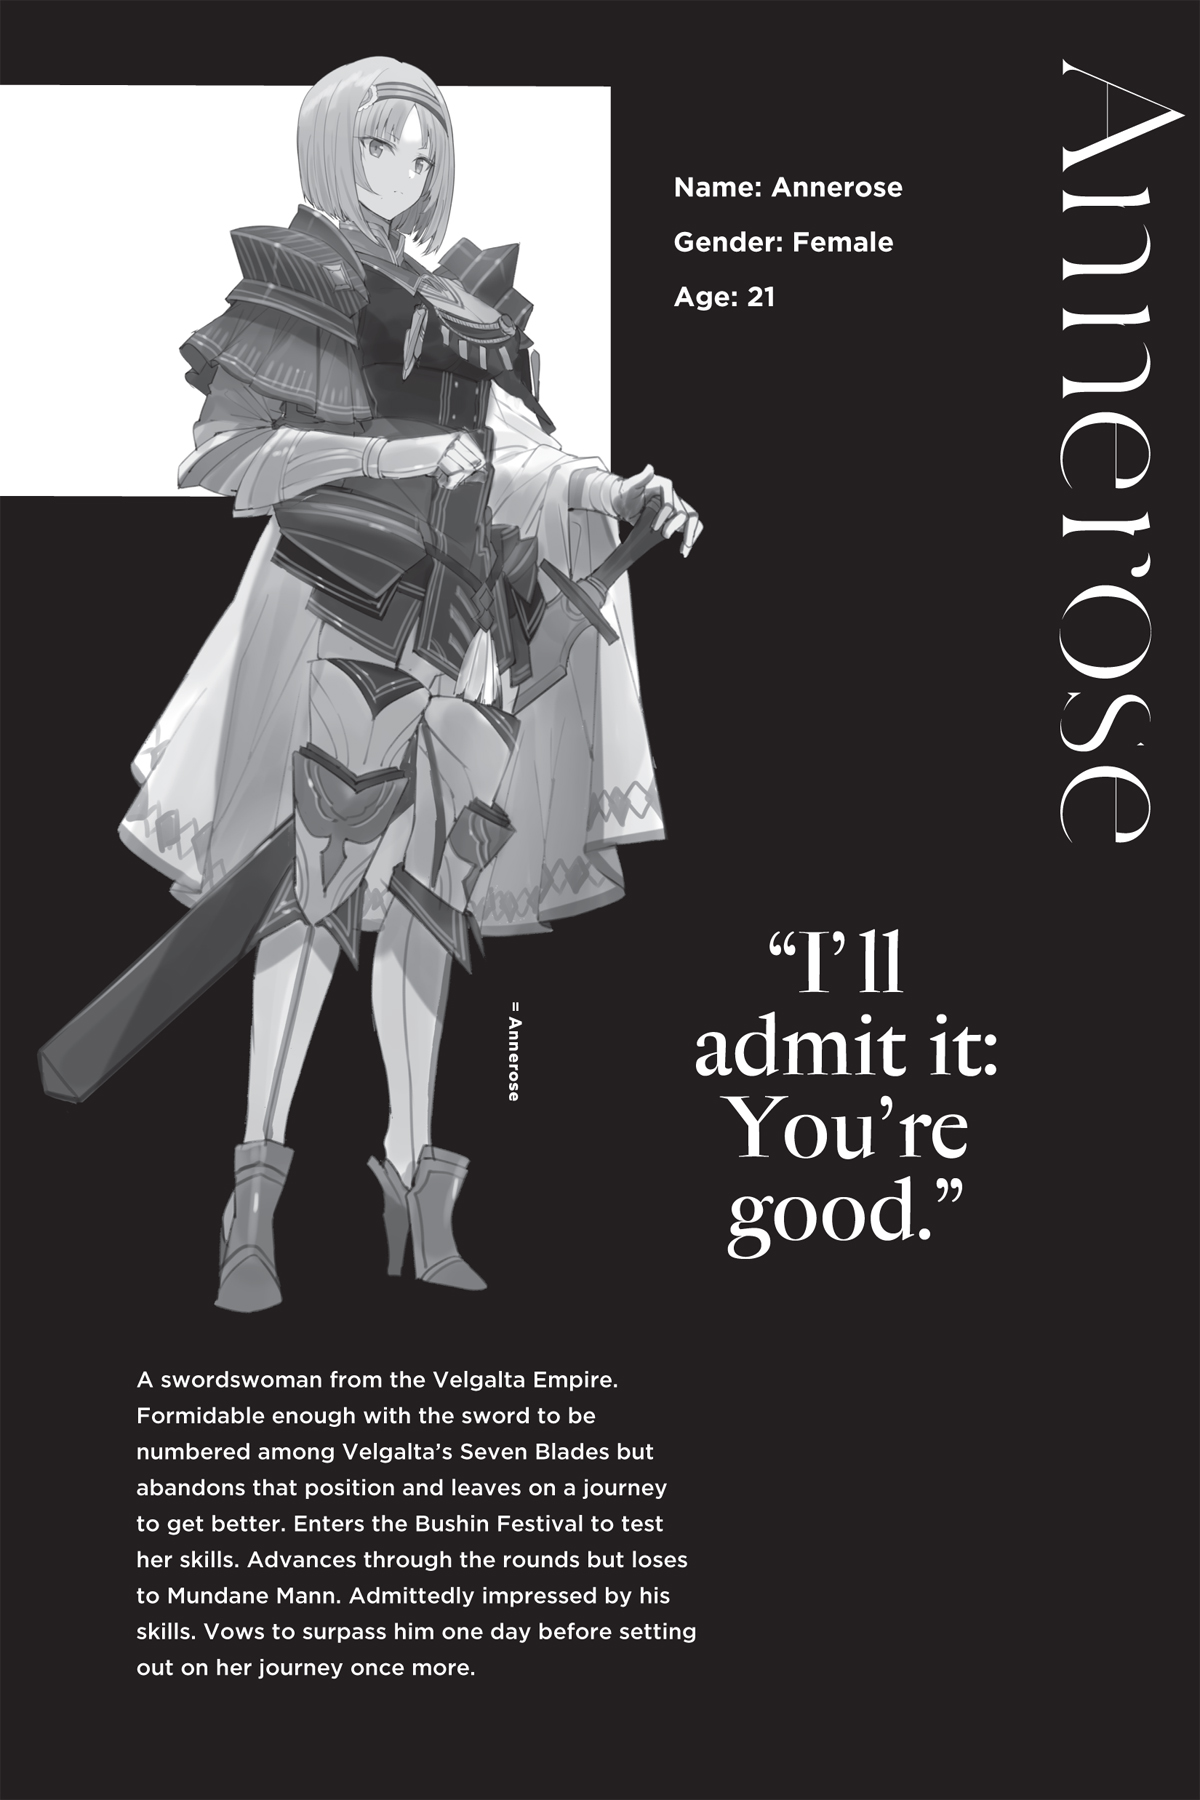 Annerose
Name: Annerose
Gender: Female
Age: 21
“I’ll
admit it:
You’re
good.”
= Annerose
A swordswoman from the Velgalta Empire.
Formidable enough with the sword to be
numbered among Velgalta’s Seven Blades but
abandons that position and leaves on a journey
to get better. Enters the Bushin Festival to test
her skills. Advances through the rounds but loses
to Mundane Mann. Admittedly impressed by his
skills. Vows to surpass him one day before setting
out on her journey once more.